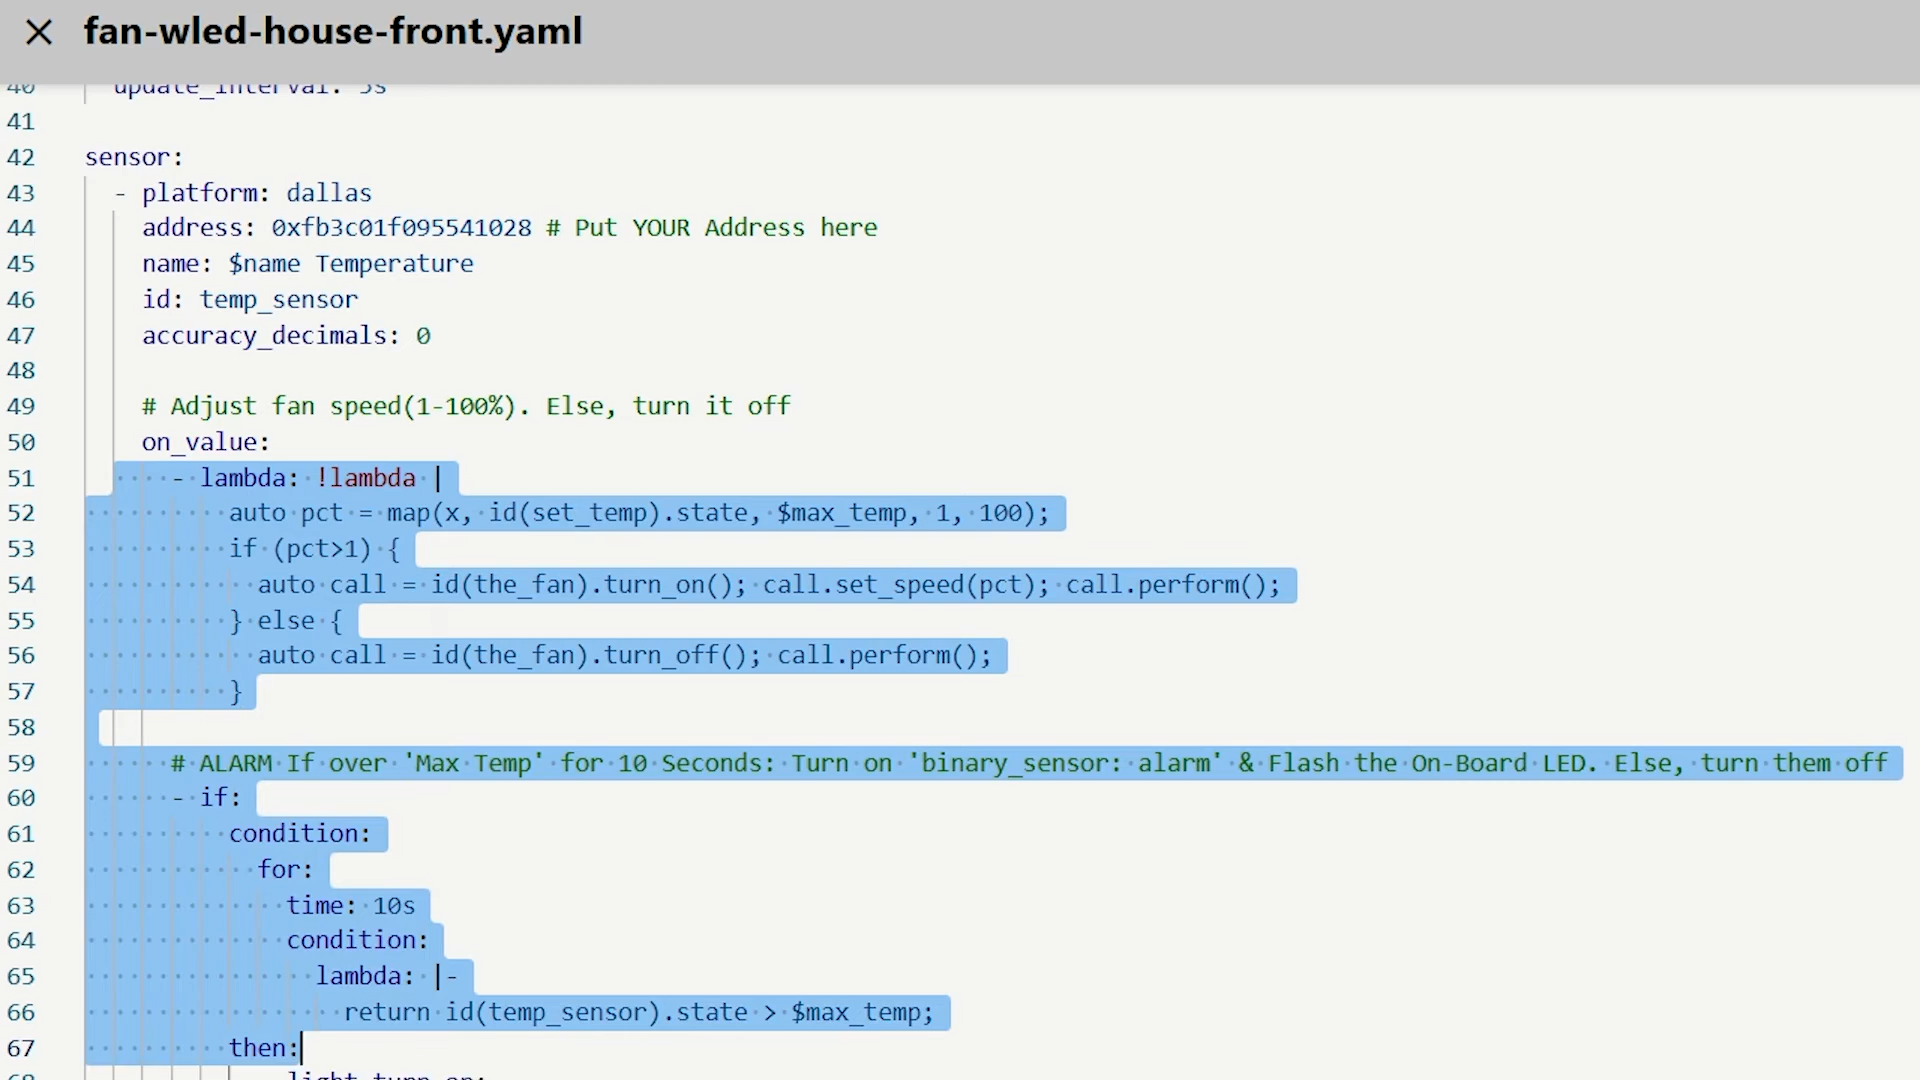 fan-wled-house-front.yaml
40 update_interval: 5s
41
42 sensor:
43 - platform: dallas
44 address: 0xfb3c01f095541028 # Put YOUR Address here
45 name: $name Temperature
46 id: temp_sensor
47 accuracy_decimals: 0
48
49 # Adjust fan speed(1-100%). Else, turn it off
50 on_value:
51 - lambda: !lambda |
52 auto pct = map(x, id(set_temp).state, $max_temp, 1, 100);
53 if (pct>1) {
54 auto call = id(the_fan).turn_on(); call.set_speed(pct); call.perform();
55 } else {
56 auto call = id(the_fan).turn_off(); call.perform();
57 }
58
59 # ALARM If over 'Max Temp' for 10 Seconds: Turn on 'binary_sensor: alarm' & Flash the On-Board LED. Else, turn them off
60 - if:
61 condition:
62 for:
63 time: 10s
64 condition:
65 lambda: |-
66 return id(temp_sensor).state > $max_temp;
67 then:
68 light.turn_on: